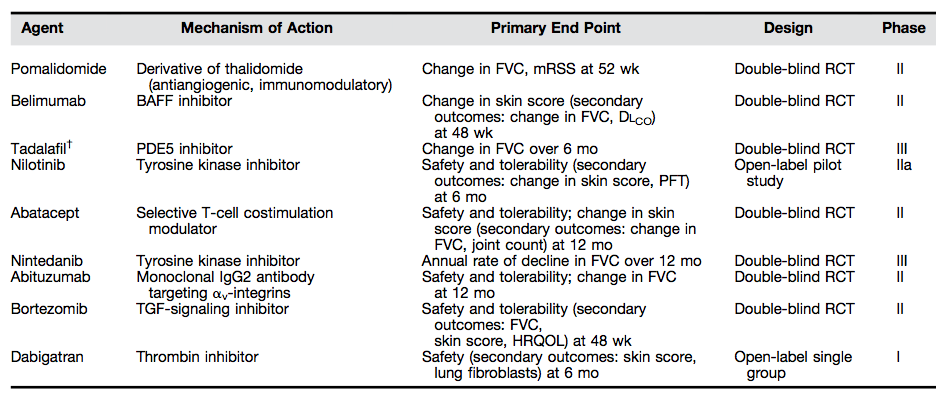 Agent Mechanism of Action Primary End Point Design Phase
Pomalidomide Derivative of thalidomide Change in FVC, mRSS at 52 wk Double-blind RCT II
(antiangiogenic, immunomodulatory)
Belimumab BAFF inhibitor Change in skin score (secondary Double-blind RCT II
outcomes: change in FVC, DLCO)
at 48 wk
Tadalafil† PDE5 inhibitor Change in FVC over 6 mo Double-blind RCT III
Nilotinib Tyrosine kinase inhibitor Safety and tolerability (secondary Open-label pilot IIa
outcomes: change in skin score, PFT) study
at 6 mo
Abatacept Selective T-cell costimulation Safety and tolerability; change in skin Double-blind RCT II
modulator score (secondary outcomes: change in
FVC, joint count) at 12 mo
Nintedanib Tyrosine kinase inhibitor Annual rate of decline in FVC over 12 mo Double-blind RCT III
Abituzumab Monoclonal IgG2 antibody Safety and tolerability; change in FVC Double-blind RCT II
targeting αv-integrins at 12 mo
Bortezomib TGF-signaling inhibitor Safety and tolerability (secondary Double-blind RCT II
outcomes: FVC,
skin score, HRQOL) at 48 wk
Dabigatran Thrombin inhibitor Safety (secondary outcomes: skin score, Open-label single I
lung fibroblasts) at 6 mo group